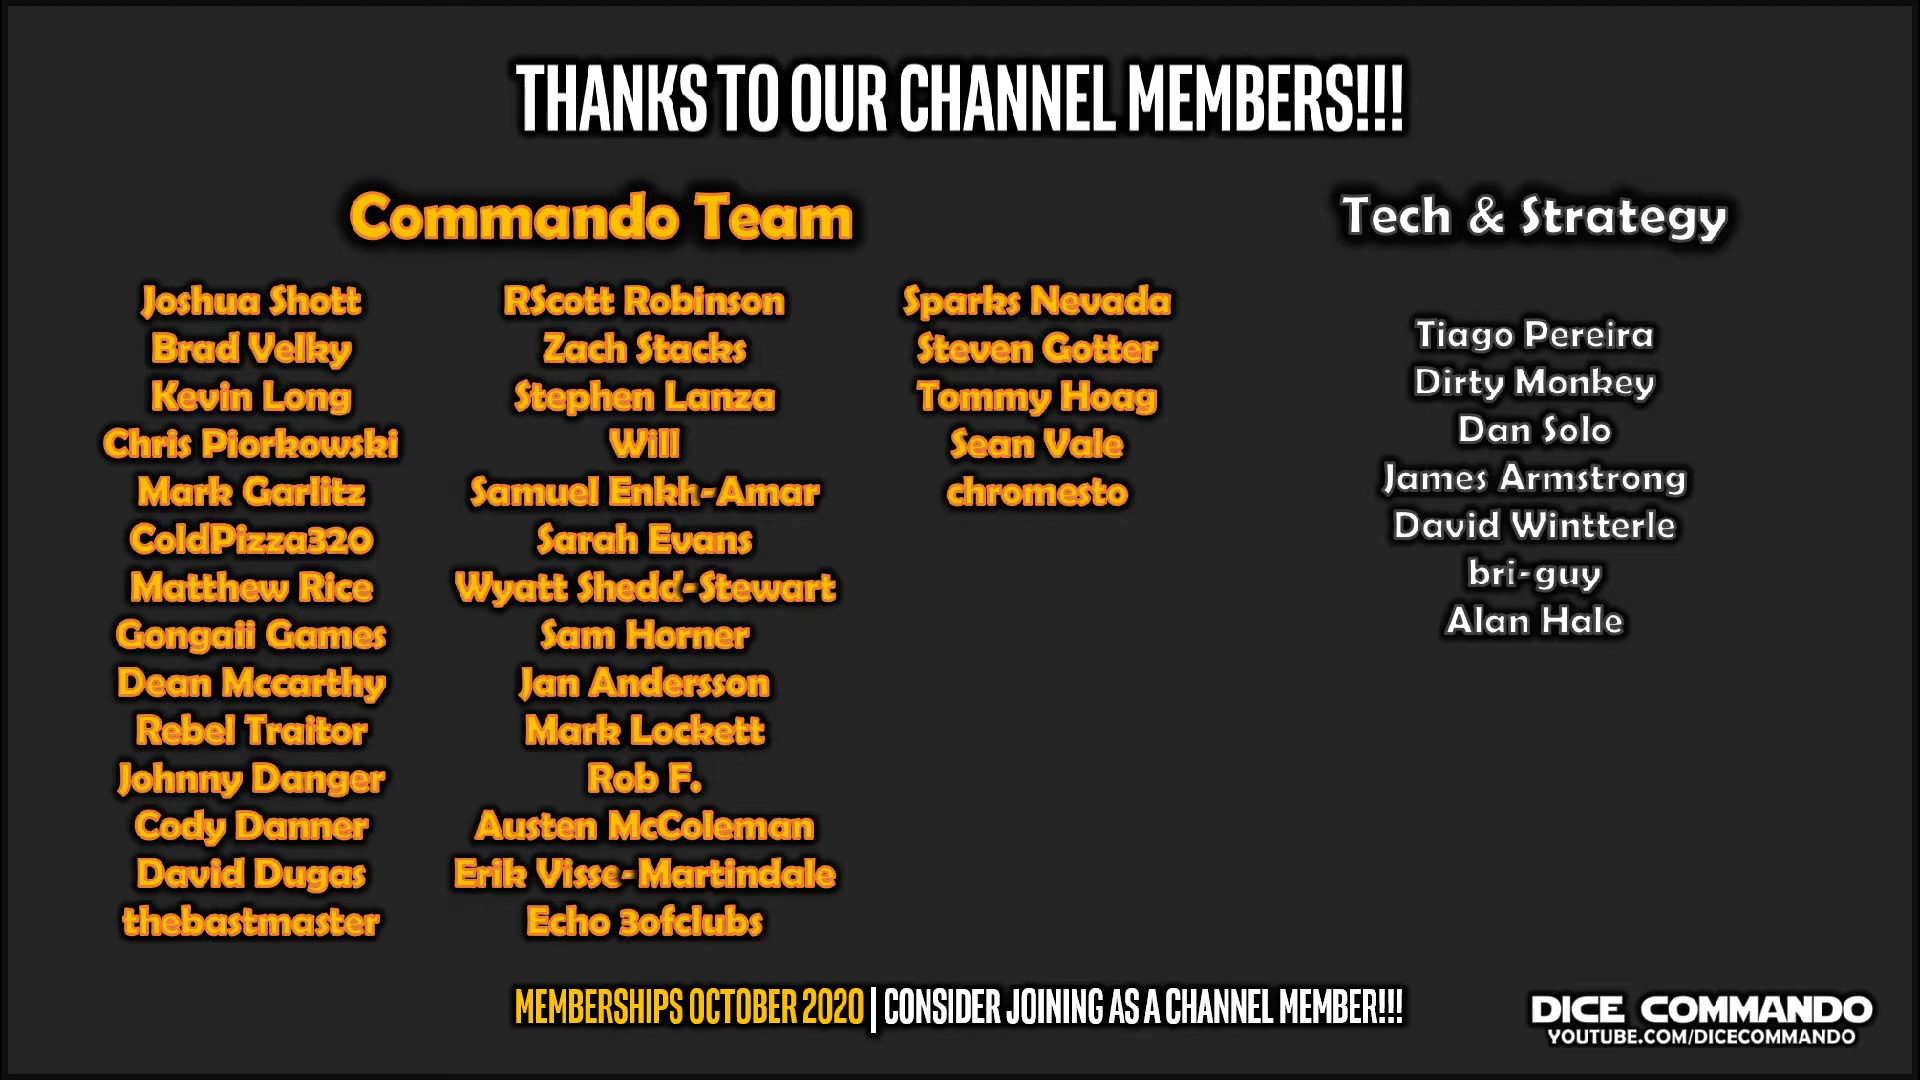 THANKS TO OUR CHANNEL MEMBERS!!!
Commando Team
Joshua Shott
Brad Velky
Kevin Long
Chris Piorkowski
Mark Garlitz
ColdPizza320
Matthew Rice
Gongaii Games
Dean Mccarthy
Rebel Traitor
Johnny Danger
Cody Danner
David Dugas
thebastmaster
RScott Robinson
Zach Stacks
Stephen Lanza
Will
Samuel Enkh-Amar
Sarah Evans
Wyatt Shedd-Stewart
Sam Horner
Jan Andersson
Mark Lockett
Rob F.
Austen McColeman
Erik Visse-Martindale
Echo 3ofclubs
Sparks Nevada
Steven Gotter
Tommy Hoag
Sean Vale
chromesto
Tech & Strategy
Tiago Pereira
Dirty Monkey
Dan Solo
James Armstrong
David Wintterle
bri-guy
Alan Hale
MEMBERSHIPS OCTOBER 2020 | CONSIDER JOINING AS A CHANNEL MEMBER!!!
DICE COMMANDO
YOUTUBE.COM/DICECOMMANDO